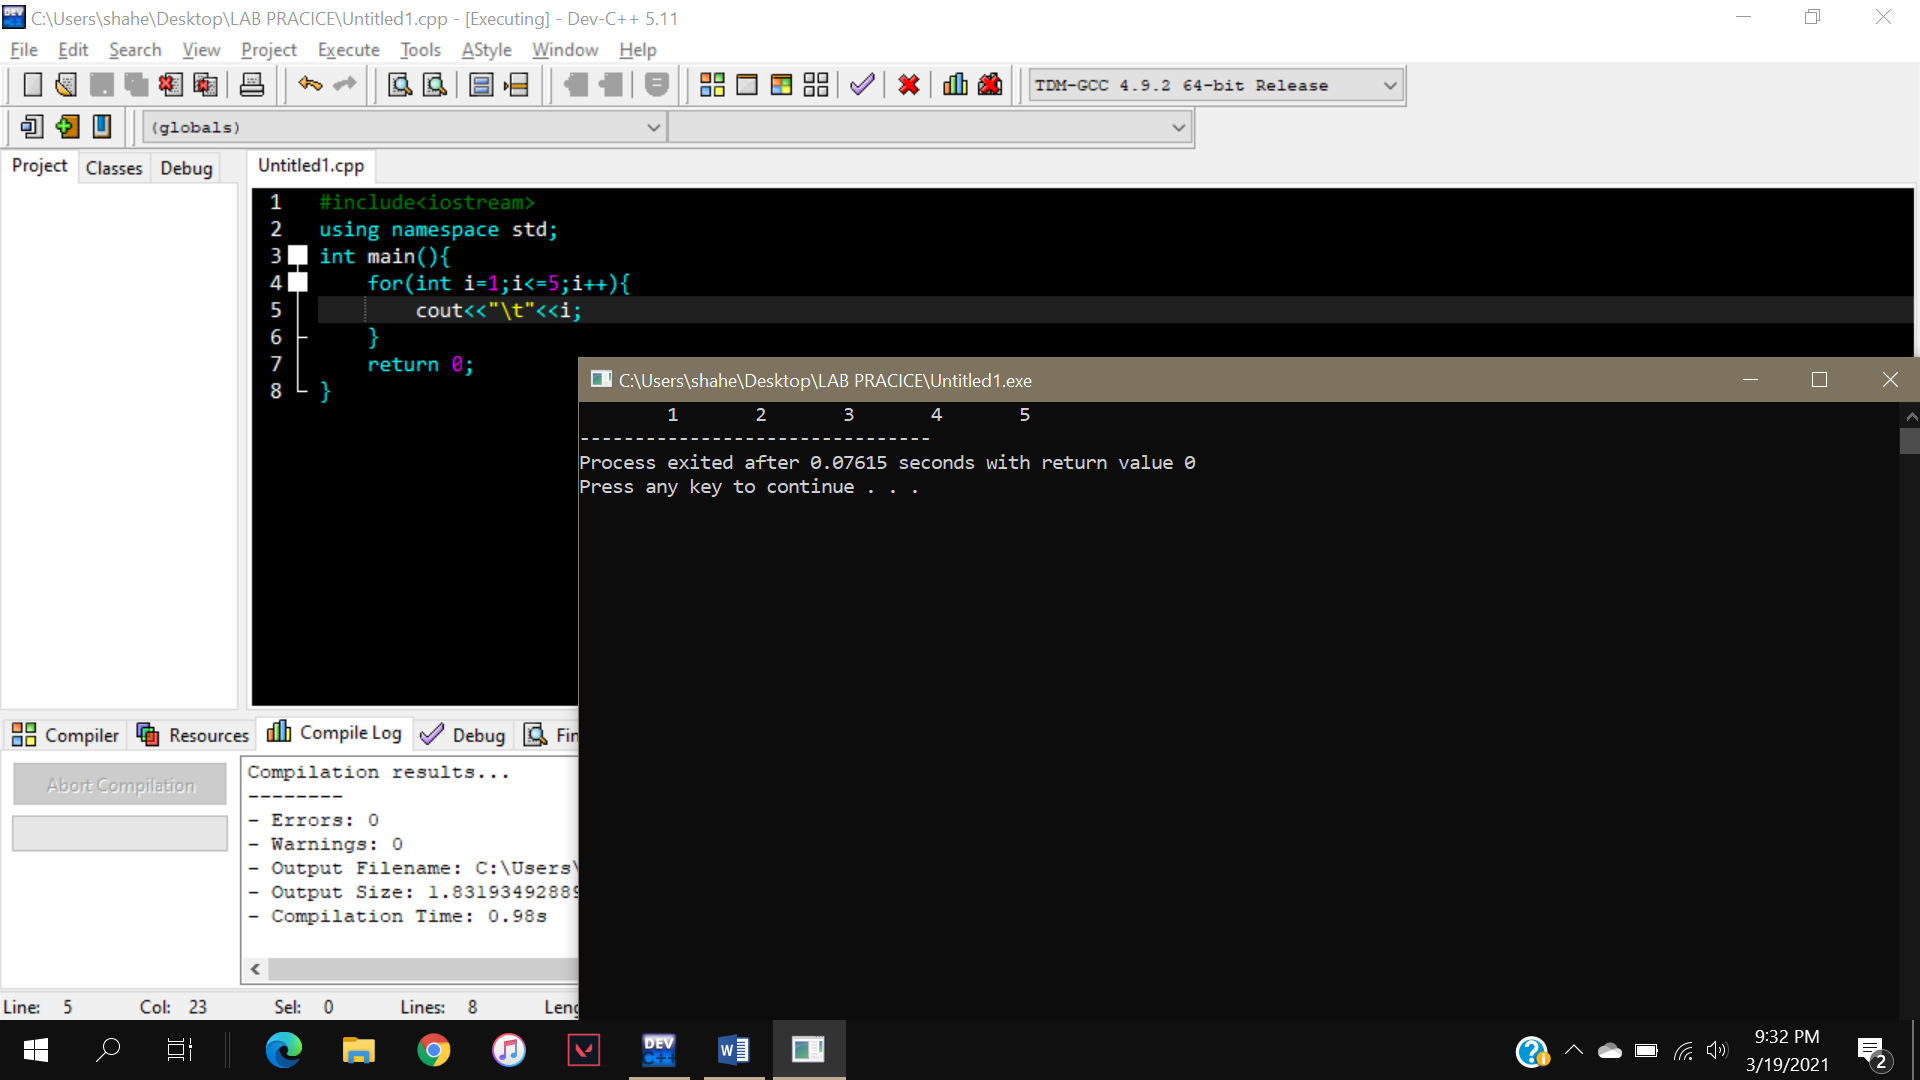 C:\Users\shahe\Desktop\LAB PRACICE\Untitled1.cpp - [Executing] - Dev-C++ 5.11
File Edit Search View Project Execute Tools AStyle Window Help
TDM-GCC 4.9.2 64-bit Release
(globals)
Project Classes Debug
Untitled1.cpp
1 #include<iostream>
2 using namespace std;
3 int main(){
4 for(int i=1;i<=5;i++){
5 cout<<"\t"<<i;
6 }
7 return 0;
8 }
C:\Users\shahe\Desktop\LAB PRACICE\Untitled1.exe
1 2 3 4 5
--------------------------------
Process exited after 0.07615 seconds with return value 0
Press any key to continue . . .
Compiler Resources Compile Log Debug
Abort Compilation
Compilation results...
--------
- Errors: 0
- Warnings: 0
- Output Filename: C:\Users\
- Output Size: 1.8319349288
- Compilation Time: 0.98s
Line: 5 Col: 23 Sel: 0 Lines: 8
DEV C++
9:32 PM
3/19/2021
2